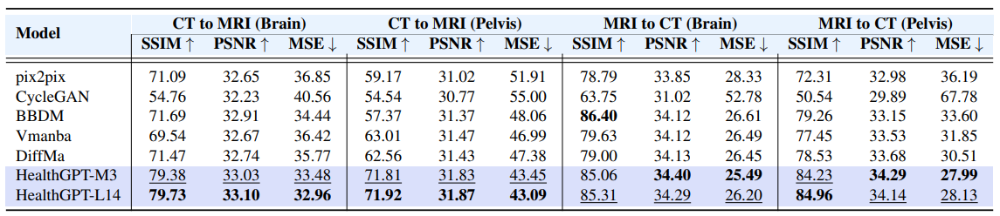 Model CT to MRI (Brain) CT to MRI (Pelvis) MRI to CT (Brain) MRI to CT (Pelvis)
SSIM ↑ PSNR ↑ MSE ↓ SSIM ↑ PSNR ↑ MSE ↓ SSIM ↑ PSNR ↑ MSE ↓ SSIM ↑ PSNR ↑ MSE ↓
pix2pix 71.09 32.65 36.85 59.17 31.02 51.91 78.79 33.85 28.33 72.31 32.98 36.19
CycleGAN 54.76 32.23 40.56 54.54 30.77 55.00 63.75 31.02 52.78 50.54 29.89 67.78
BBDM 71.69 32.91 34.44 57.37 31.37 48.06 86.40 34.12 26.61 79.26 33.15 33.60
Vmanba 69.54 32.67 36.42 63.01 31.47 46.99 79.63 34.12 26.49 77.45 33.53 31.85
DiffMa 71.47 32.74 35.77 62.56 31.43 47.38 79.00 34.13 26.45 78.53 33.68 30.51
HealthGPT-M3 79.38 33.03 33.48 71.81 31.83 43.45 85.06 34.40 25.49 84.23 34.29 27.99
HealthGPT-L14 79.73 33.10 32.96 71.92 31.87 43.09 85.31 34.29 26.20 84.96 34.14 28.13